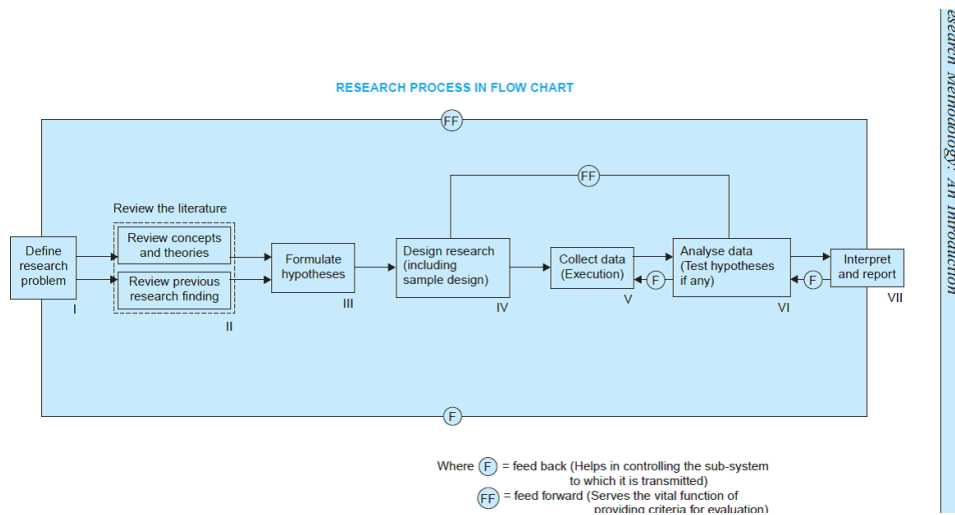 RESEARCH PROCESS IN FLOW CHART
FF
FF
Review the literature
Define
research
problem
I
Review concepts
and theories
Review previous
research finding
II
Formulate
hypotheses
III
Design research
(including
sample design)
IV
Collect data
(Execution)
V
F
Analyse data
(Test hypotheses
if any)
VI
F
Interpret
and report
VII
F
Where F = feed back (Helps in controlling the sub-system
to which it is transmitted)
FF = feed forward (Serves the vital function of
providing criteria for evaluation)
esearch Methodology: An Introduction